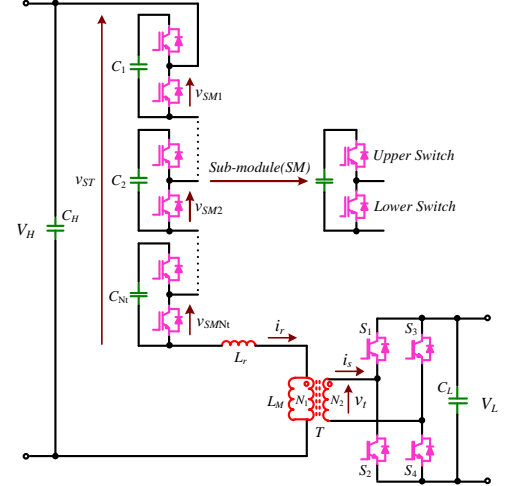 C1
vSM1
vST
C2
Sub-module(SM)
Upper Switch
Lower Switch
vSM2
VH
CH
CNt
vSMNt
ir
Lr
S1
S3
is
LM
N1
N2
vt
CL
VL
T
S2
S4